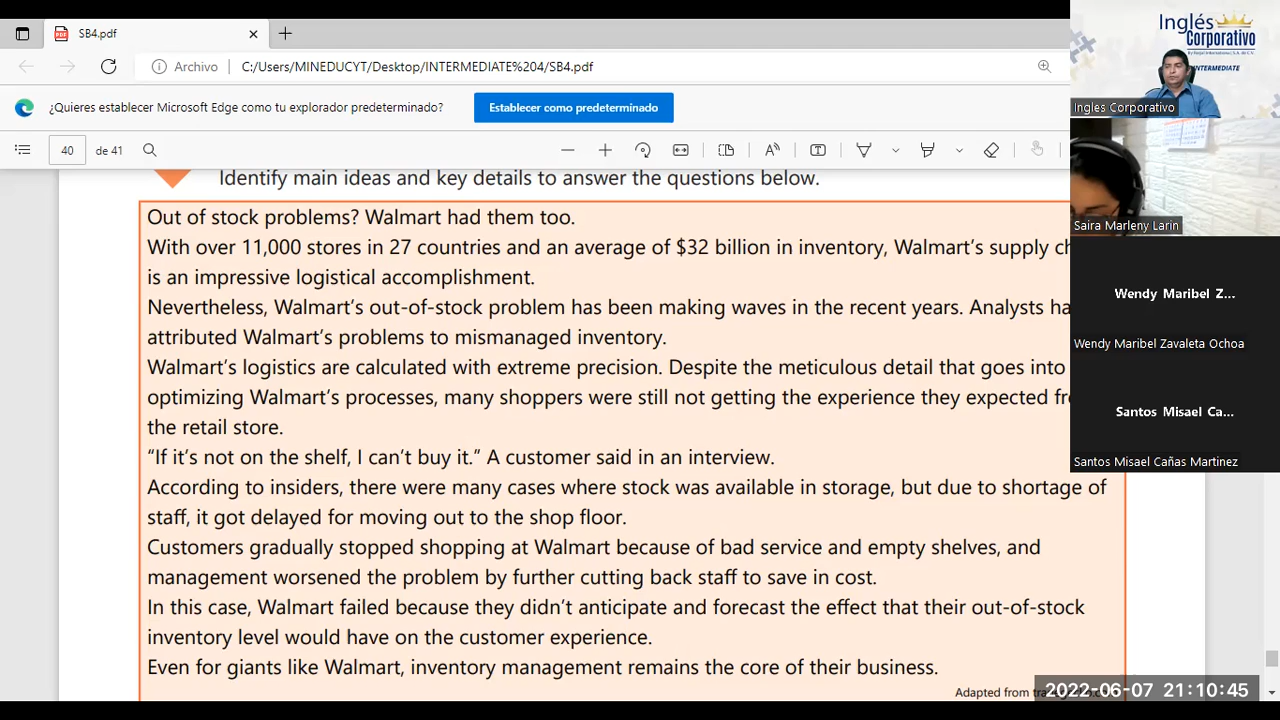 SB4.pdf
Archivo
C:/Users/MINEDUCYT/Desktop/INTERMEDIATE%204/SB4.pdf
¿Quieres establecer Microsoft Edge como tu explorador predeterminado?
Establecer como predeterminado
40 de 41
Identify main ideas and key details to answer the questions below.
Out of stock problems? Walmart had them too.
With over 11,000 stores in 27 countries and an average of $32 billion in inventory, Walmart's supply
is an impressive logistical accomplishment.
Nevertheless, Walmart's out-of-stock problem has been making waves in the recent years. Analysts
attributed Walmart's problems to mismanaged inventory.
Walmart's logistics are calculated with extreme precision. Despite the meticulous detail that goes into
optimizing Walmart's processes, many shoppers were still not getting the experience they expected
the retail store.
“If it's not on the shelf, I can't buy it.” A customer said in an interview.
According to insiders, there were many cases where stock was available in storage, but due to shortage of
staff, it got delayed for moving out to the shop floor.
Customers gradually stopped shopping at Walmart because of bad service and empty shelves, and
management worsened the problem by further cutting back staff to save in cost.
In this case, Walmart failed because they didn't anticipate and forecast the effect that their out-of-stock
inventory level would have on the customer experience.
Even for giants like Walmart, inventory management remains the core of their business.
Adapted from
Inglés
Corporativo
INTERMEDIATE
Ingles Corporativo
Saira Marleny Larin
Wendy Maribel Z...
Wendy Maribel Zavaleta Ochoa
Santos Misael Ca...
Santos Misael Cañas Martinez
2022-06-07 21:10:45